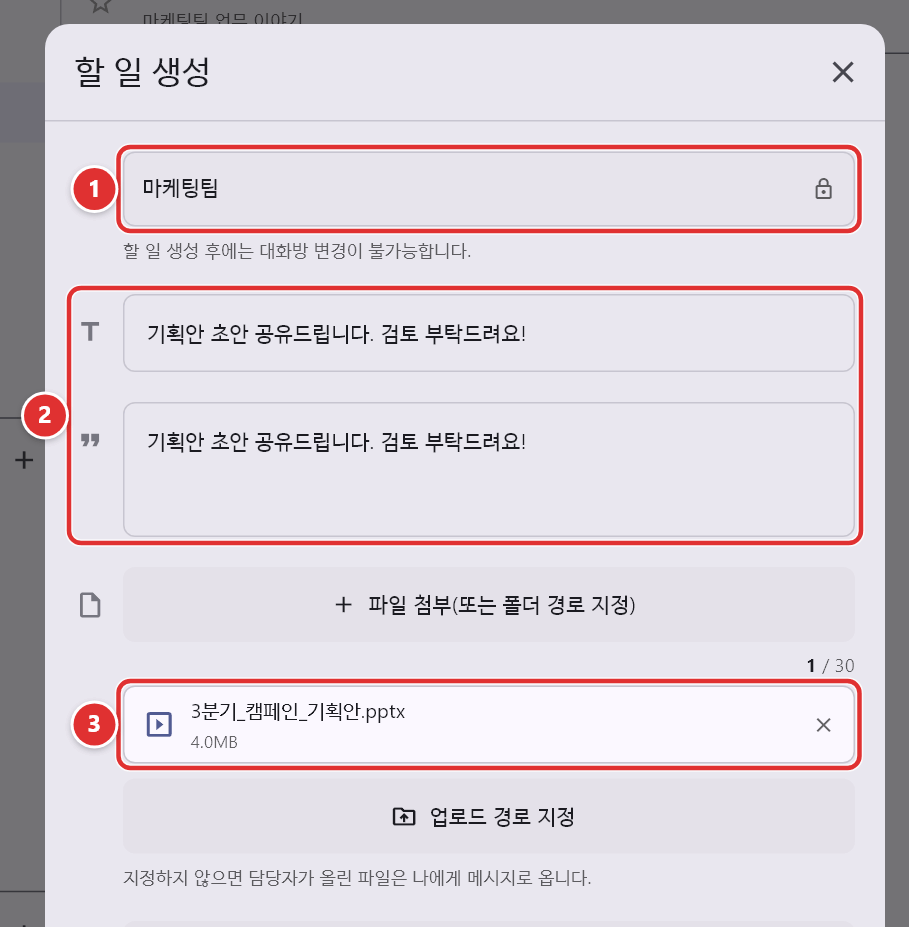 마케팅팀 업무 이야기
할 일 생성
1
마케팅팀
할 일 생성 후에는 대화방 변경이 불가능합니다.
T
기획안 초안 공유드립니다. 검토 부탁드려요!
2
기획안 초안 공유드립니다. 검토 부탁드려요!
+ 파일 첨부(또는 폴더 경로 지정)
1 / 30
3
3분기_캠페인_기획안.pptx
4.0MB
업로드 경로 지정
지정하지 않으면 담당자가 올린 파일은 나에게 메시지로 옵니다.